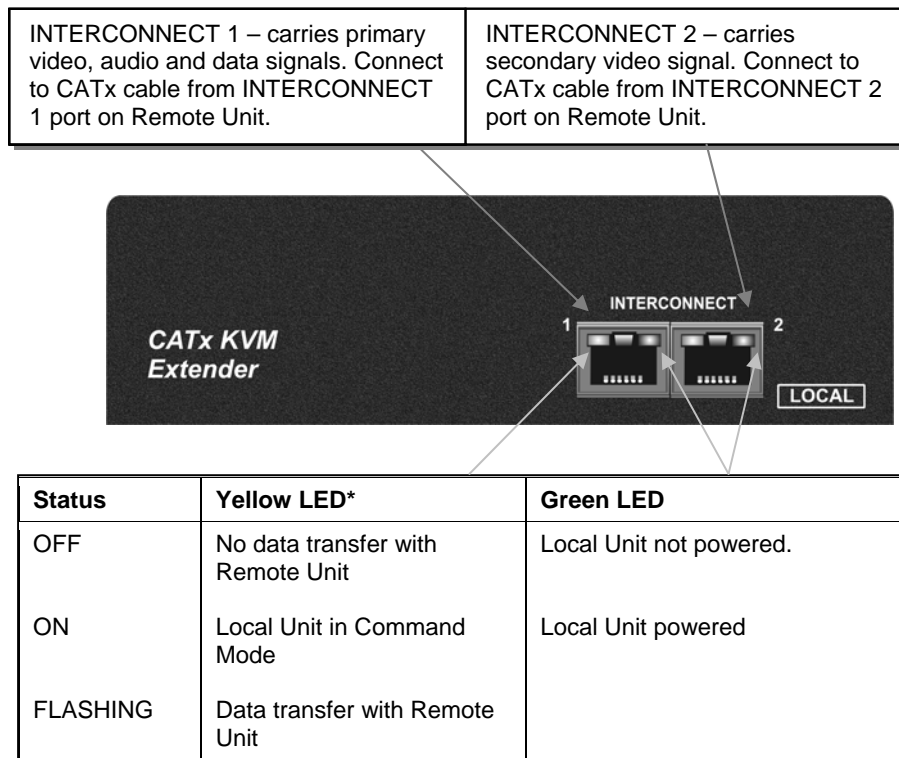 INTERCONNECT 1 – carries primary
video, audio and data signals. Connect
to CATx cable from INTERCONNECT
1 port on Remote Unit.
INTERCONNECT 2 – carries
secondary video signal. Connect to
CATx cable from INTERCONNECT 2
port on Remote Unit.
INTERCONNECT
1
2
CATx KVM
Extender
LOCAL
Status
Yellow LED*
Green LED
OFF
No data transfer with
Remote Unit
Local Unit not powered.
ON
Local Unit in Command
Mode
Local Unit powered
FLASHING
Data transfer with Remote
Unit